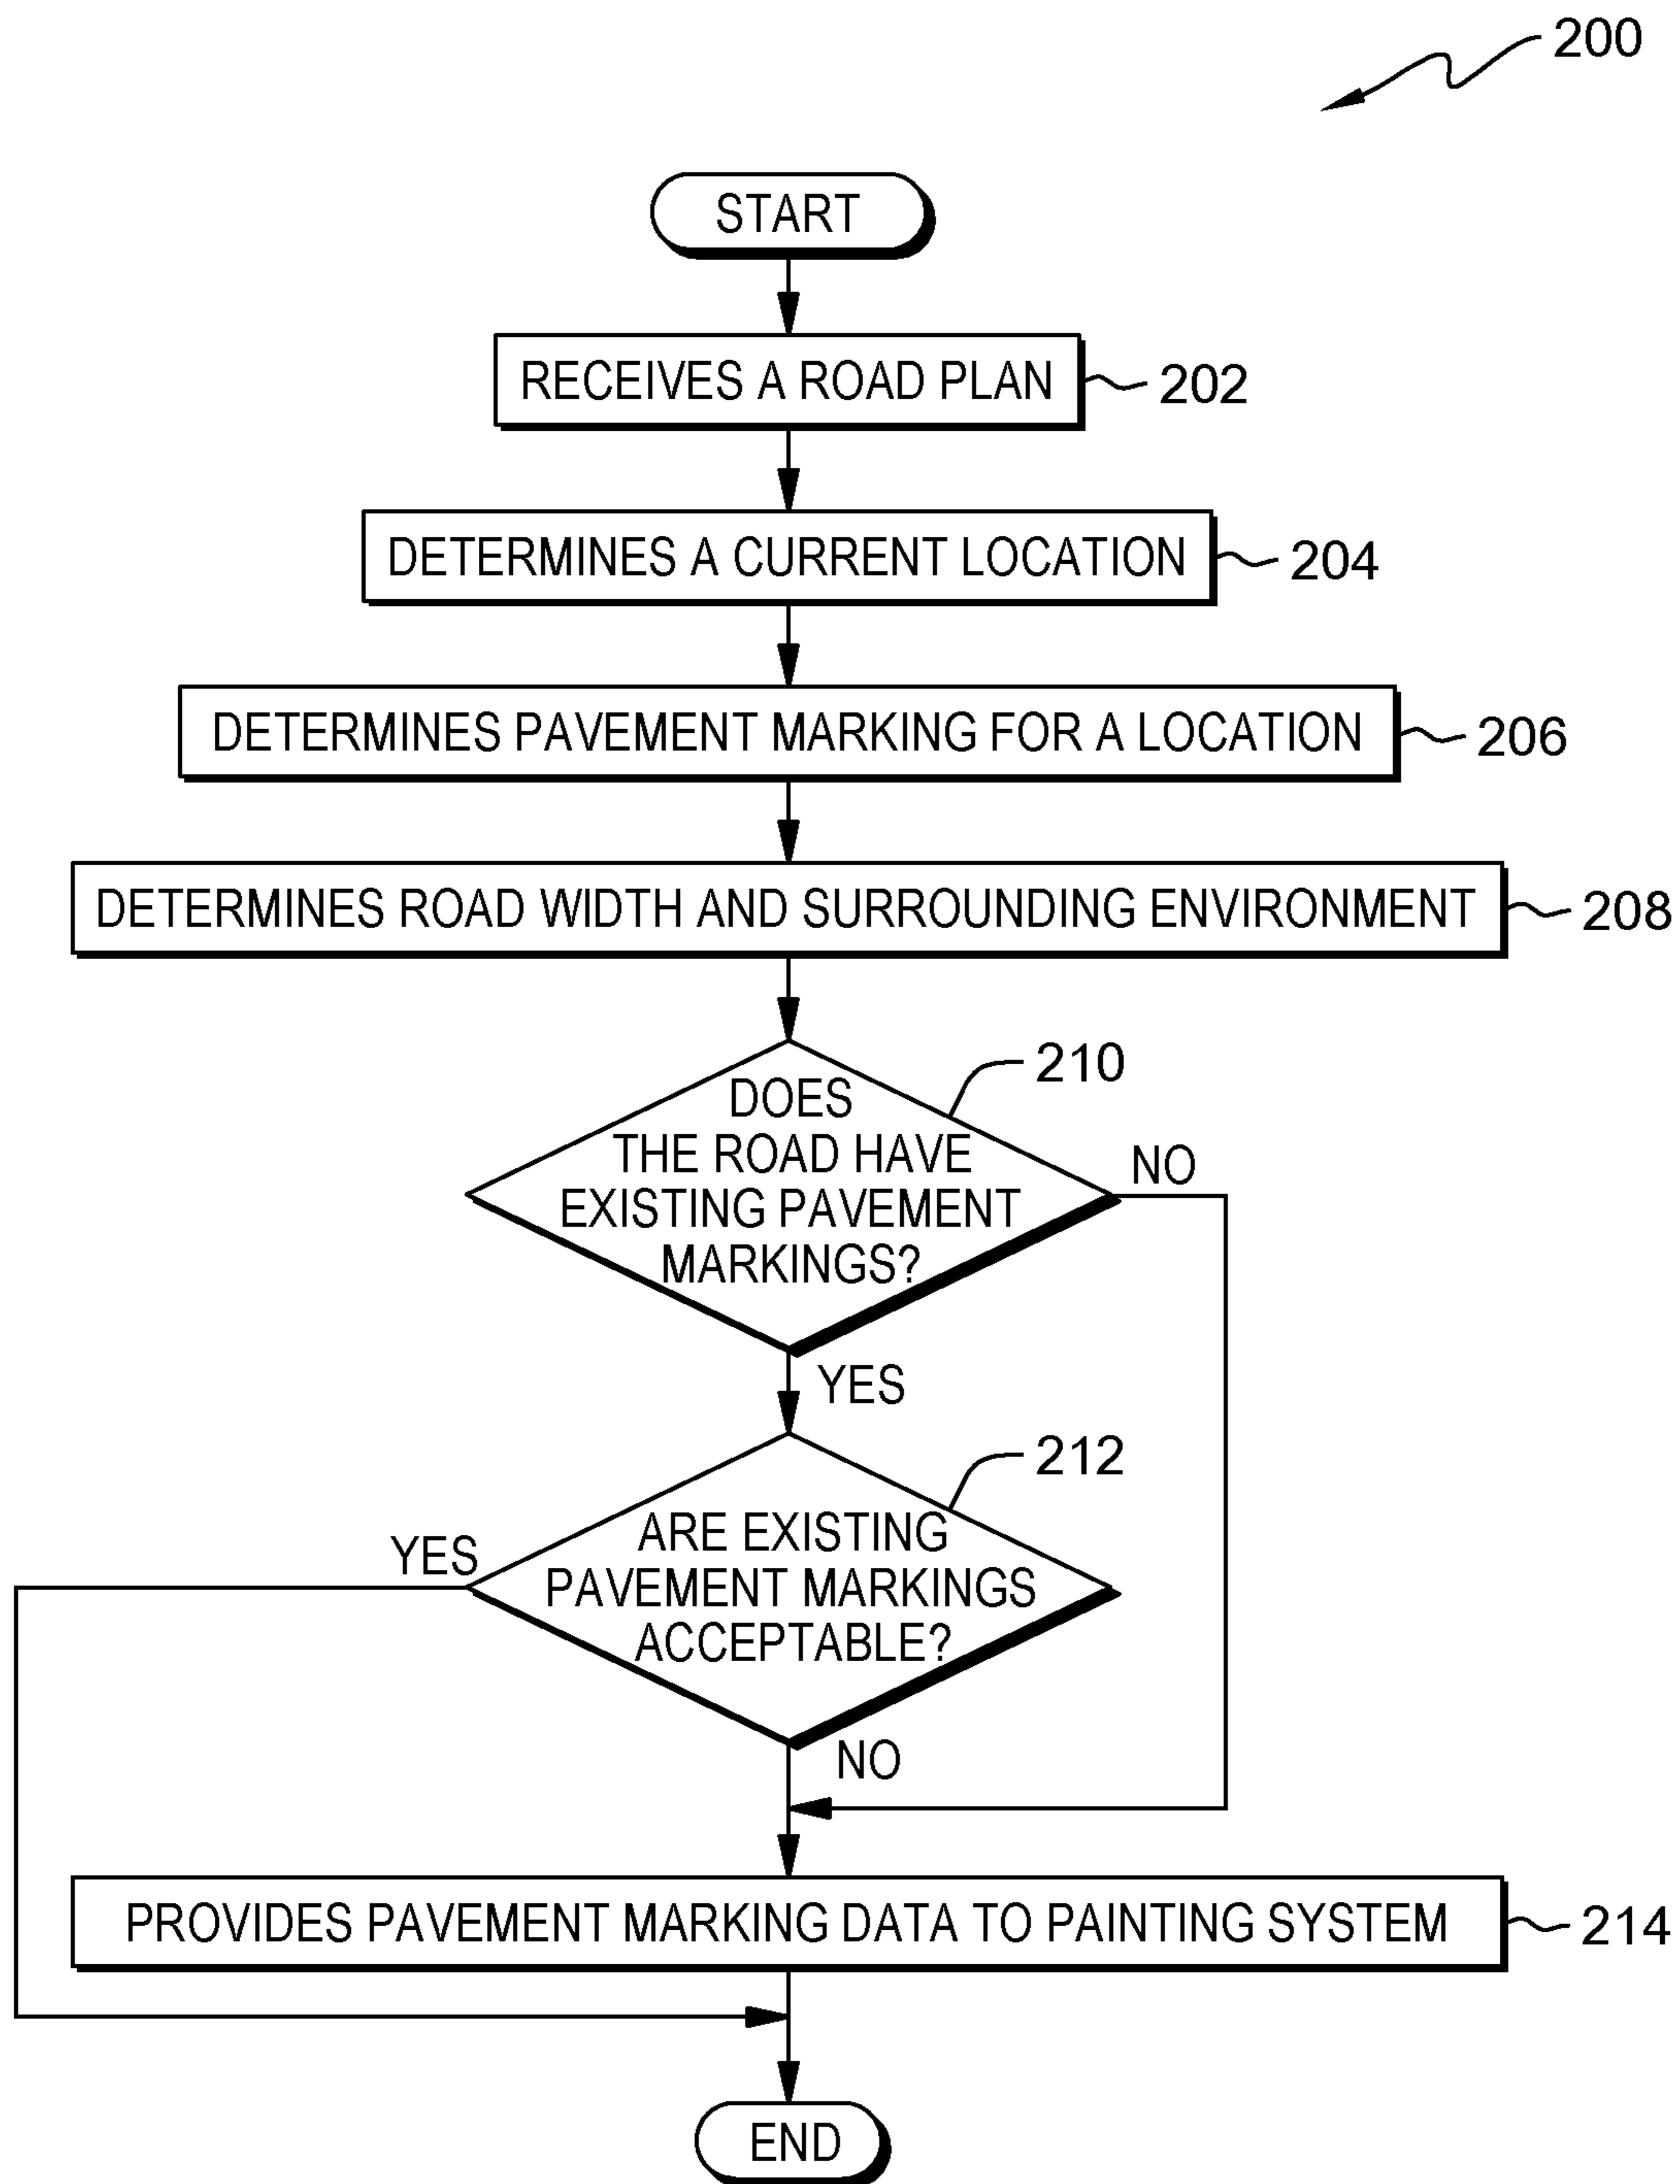 200
START
RECEIVES A ROAD PLAN
202
DETERMINES A CURRENT LOCATION
204
DETERMINES PAVEMENT MARKING FOR A LOCATION
206
DETERMINES ROAD WIDTH AND SURROUNDING ENVIRONMENT
208
210
DOES
THE ROAD HAVE
EXISTING PAVEMENT
MARKINGS?
NO
YES
212
ARE EXISTING
PAVEMENT MARKINGS
ACCEPTABLE?
YES
NO
PROVIDES PAVEMENT MARKING DATA TO PAINTING SYSTEM
214
END